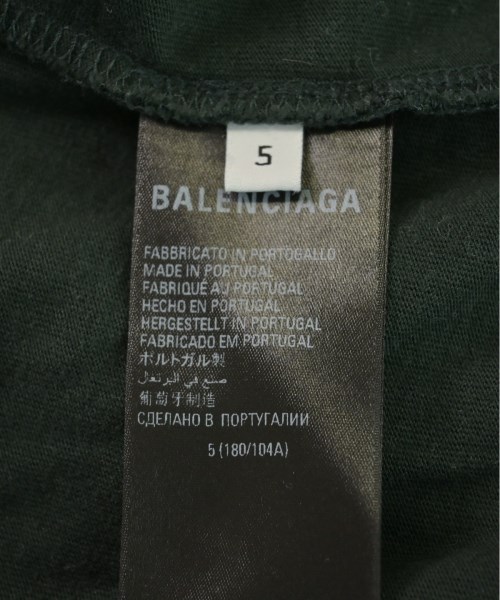 5
BALENCIAGA
FABBRICATO IN PORTOGALLO
MADE IN PORTUGAL
FABRIQUÉ AU PORTUGAL
HECHO EN PORTUGAL
HERGESTELLT IN PORTUGAL
FABRICADO EM PORTUGAL
ポルトガル製
صنع في البرتغال
葡萄牙制造
СДЕЛАНО В ПОРТУГАЛИИ
5 (180/104A)